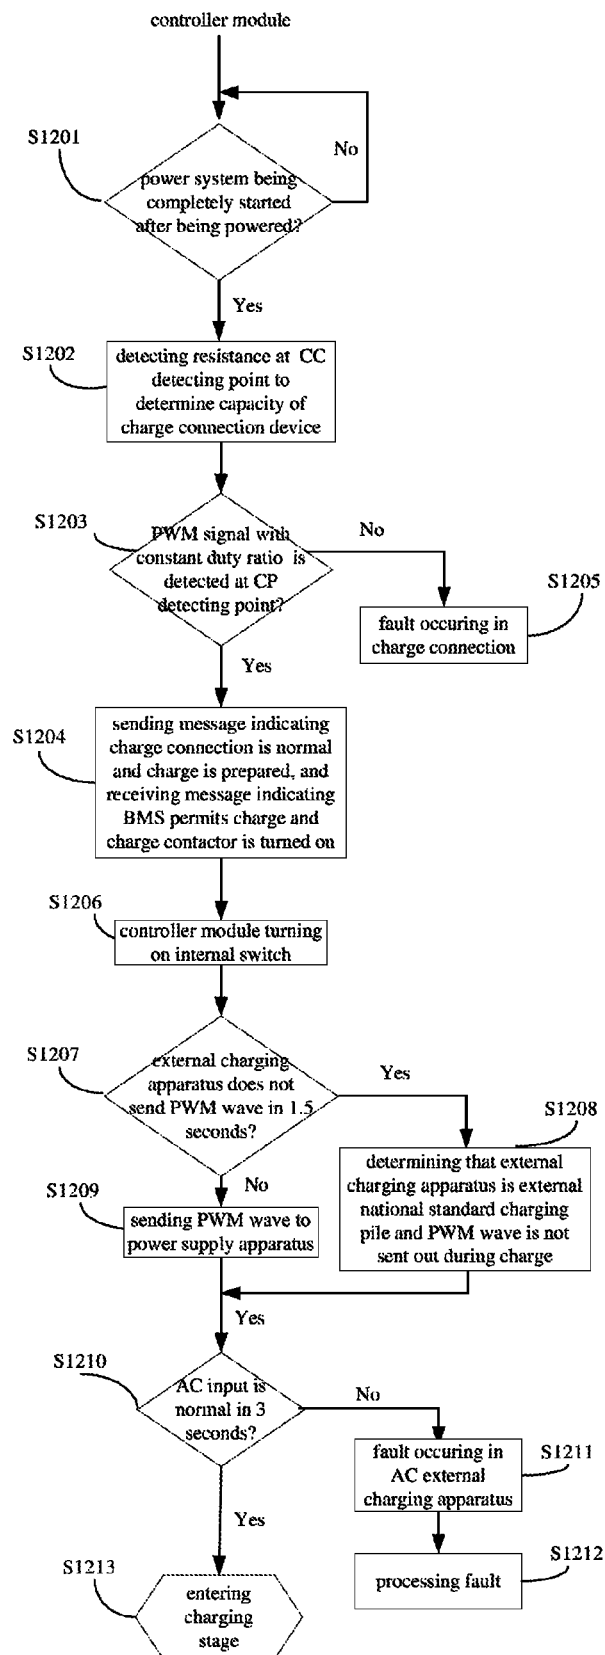 controller module
S1201
No
power system being
completely started
after being powered?
Yes
S1202
detecting resistance at CC
detecting point to
determine capacity of
charge connection device
S1203
PWM signal with
constant duty ratio is
detected at CP
detecting point?
No
S1205
fault occuring in
charge connection
Yes
S1204
sending message indicating
charge connection is normal
and charge is prepared, and
receiving message indicating
BMS permits charge and
charge contactor is turned on
S1206
controller module turning
on internal switch
S1207
external charging
apparatus does not
send PWM wave in 1.5
seconds?
Yes
S1208
determining that external
charging apparatus is external
national standard charging
pile and PWM wave is not
sent out during charge
No
S1209
sending PWM wave to
power supply apparatus
Yes
S1210
AC input is
normal in 3
seconds?
No
S1211
fault occuring in
AC external
charging apparatus
Yes
S1212
processing fault
S1213
entering
charging
stage